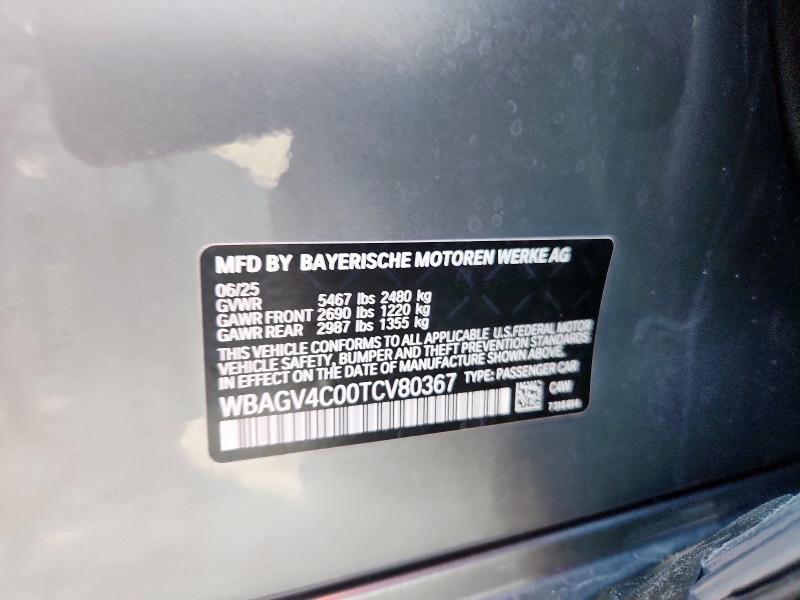 MFD BY BAYERISCHE MOTOREN WERKE AG
06/25
GVWR 5467 lbs 2480 kg
GAWR FRONT 2690 lbs 1220 kg
GAWR REAR 2987 lbs 1355 kg
THIS VEHICLE CONFORMS TO ALL APPLICABLE U.S.FEDERAL MOTOR
VEHICLE SAFETY, BUMPER AND THEFT PREVENTION STANDARDS
IN EFFECT ON THE DATE OF MANUFACTURE SHOWN ABOVE.
WBAGV4C00TCV80367 TYPE: PASSENGER CAR
C4W